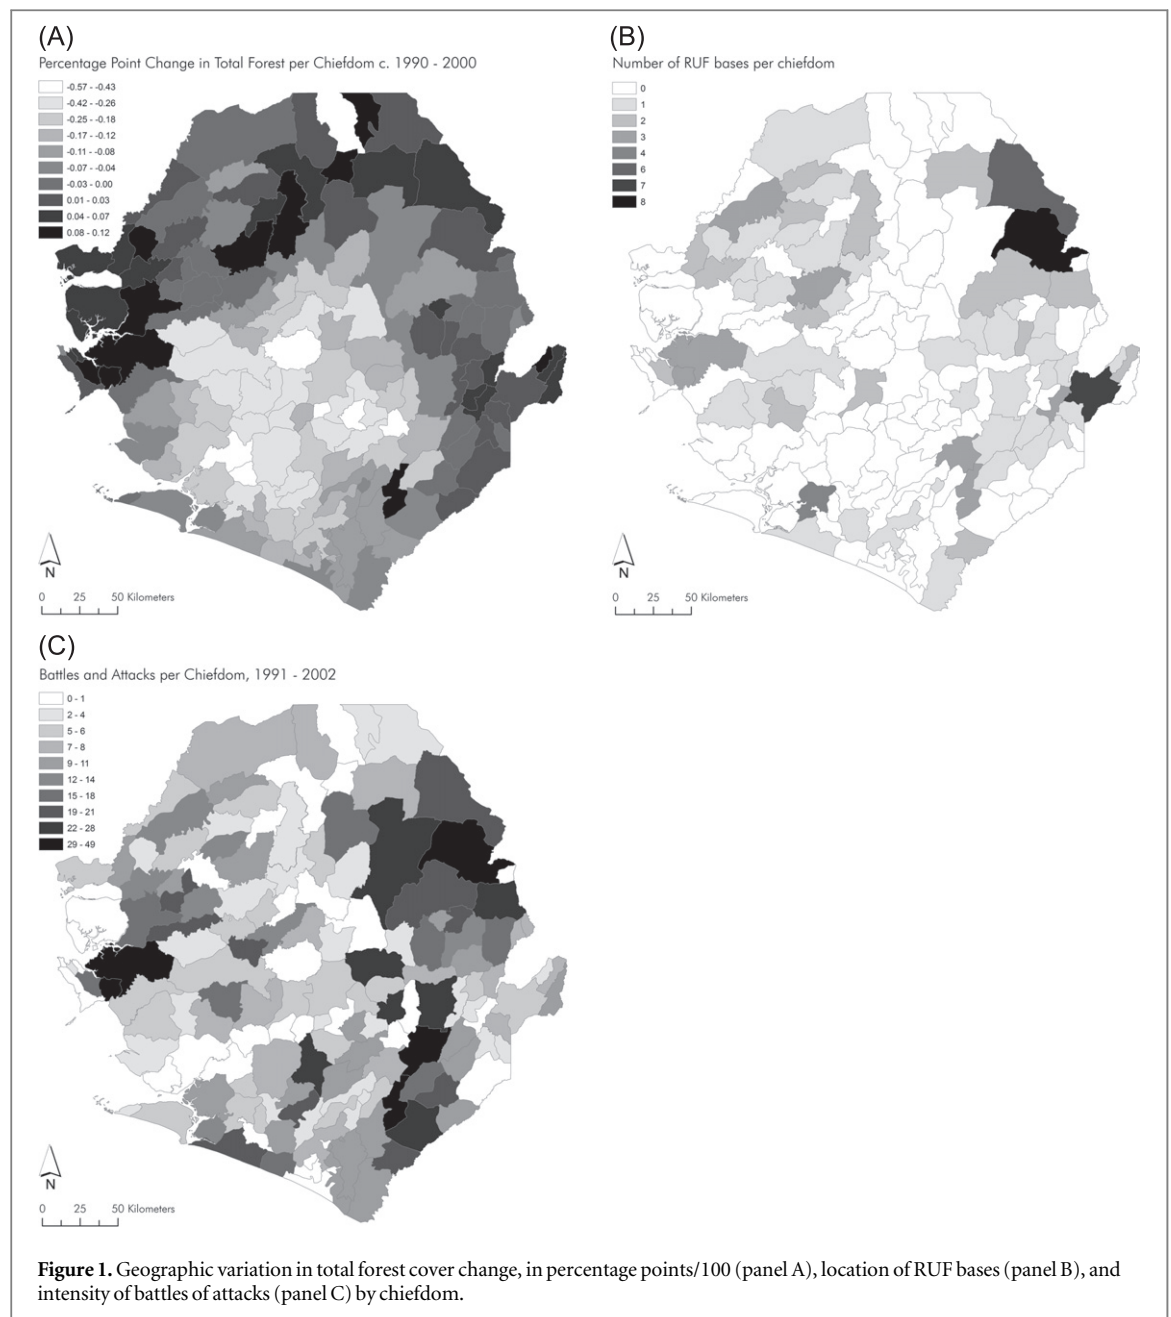 (A)
Percentage Point Change in Total Forest per Chiefdom c. 1990 - 2000
-0.57 - -0.43
-0.42 - -0.26
-0.25 - -0.18
-0.17 - -0.12
-0.11 - -0.08
-0.07 - -0.04
-0.03 - 0.00
0.01 - 0.03
0.04 - 0.07
0.08 - 0.12
N
0 25 50 Kilometers
(B)
Number of RUF bases per chiefdom
0
1
2
3
4
6
7
8
N
0 25 50 Kilometers
(C)
Battles and Attacks per Chiefdom, 1991 - 2002
0 - 1
2 - 4
5 - 6
7 - 8
9 - 11
12 - 14
15 - 18
19 - 21
22 - 28
29 - 49
N
0 25 50 Kilometers
Figure 1. Geographic variation in total forest cover change, in percentage points/100 (panel A), location of RUF bases (panel B), and
intensity of battles of attacks (panel C) by chiefdom.